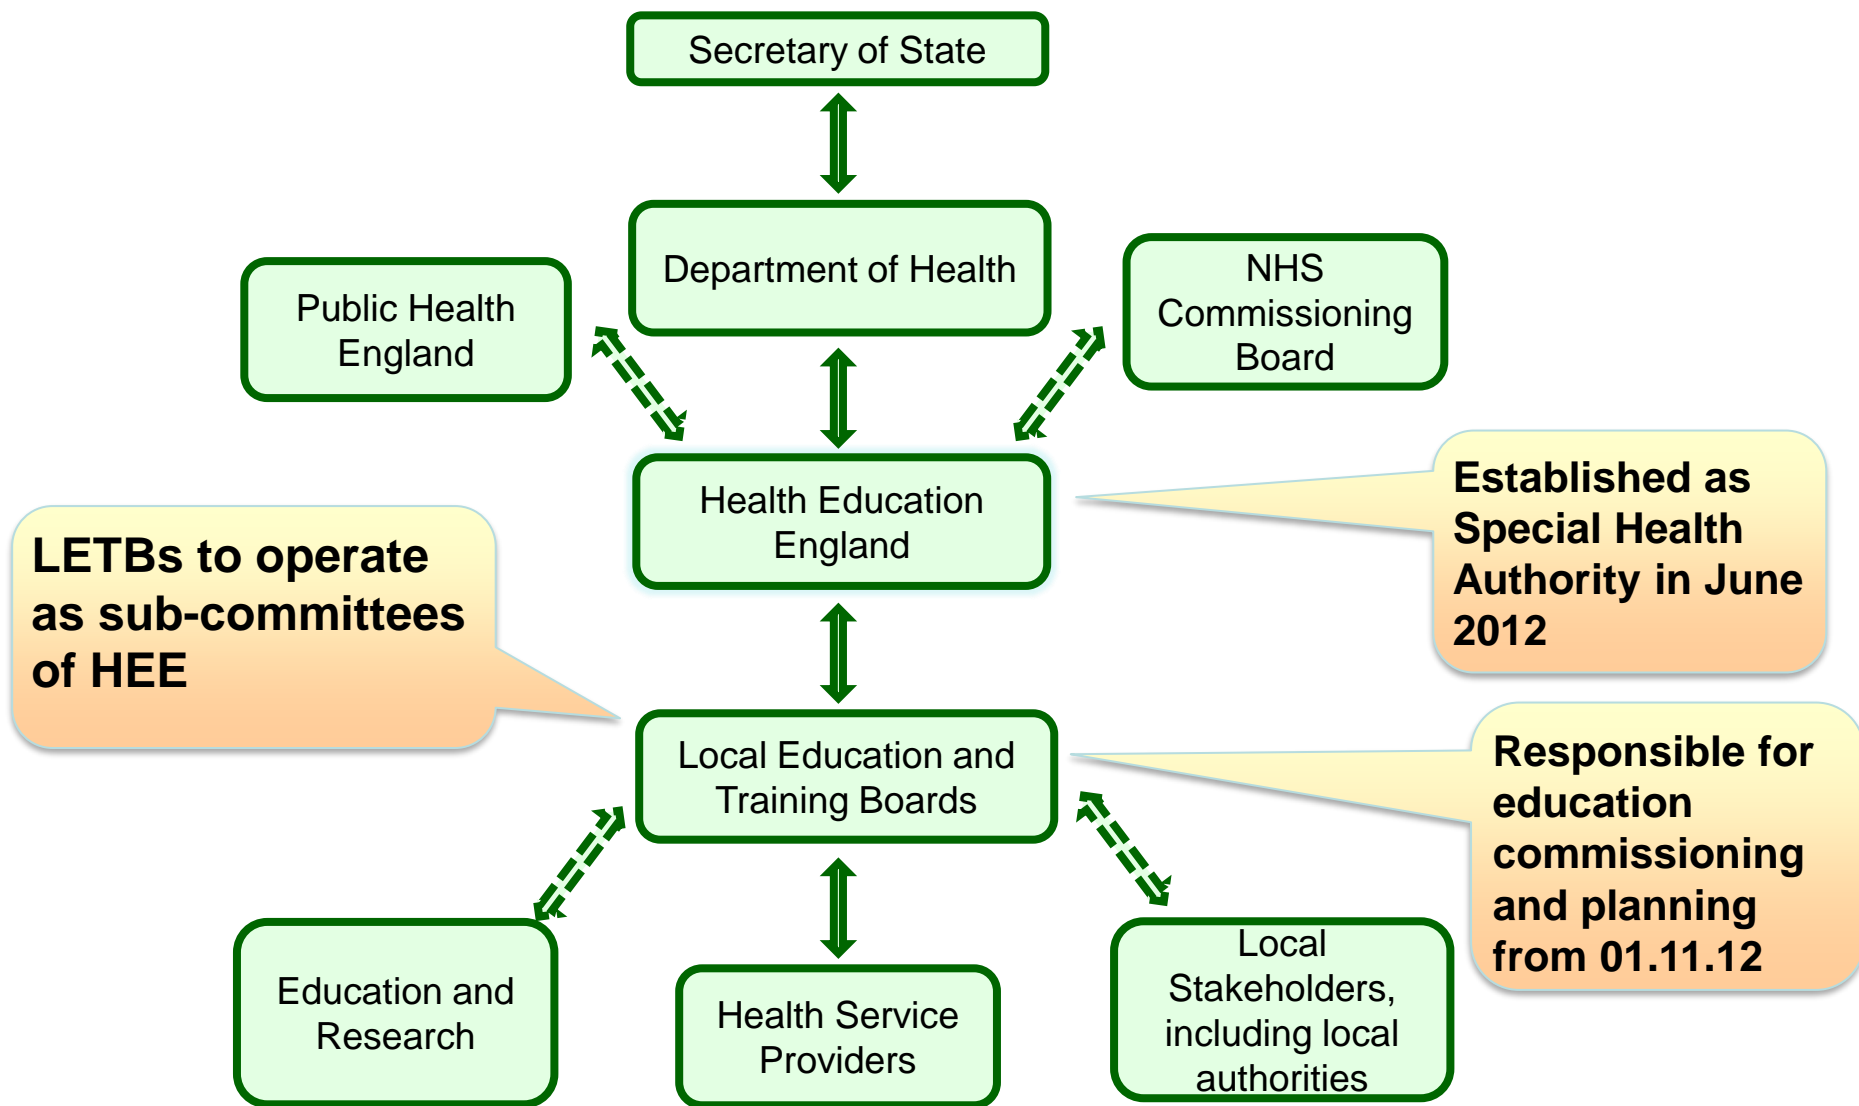 Secretary of State
Department of Health
Public Health
England
NHS
Commissioning
Board
Health Education
England
Established as
Special Health
Authority in June
2012
LETBs to operate
as sub-committees
of HEE
Local Education and
Training Boards
Responsible for
education
commissioning
and planning
from 01.11.12
Education and
Research
Health Service
Providers
Local
Stakeholders,
including local
authorities